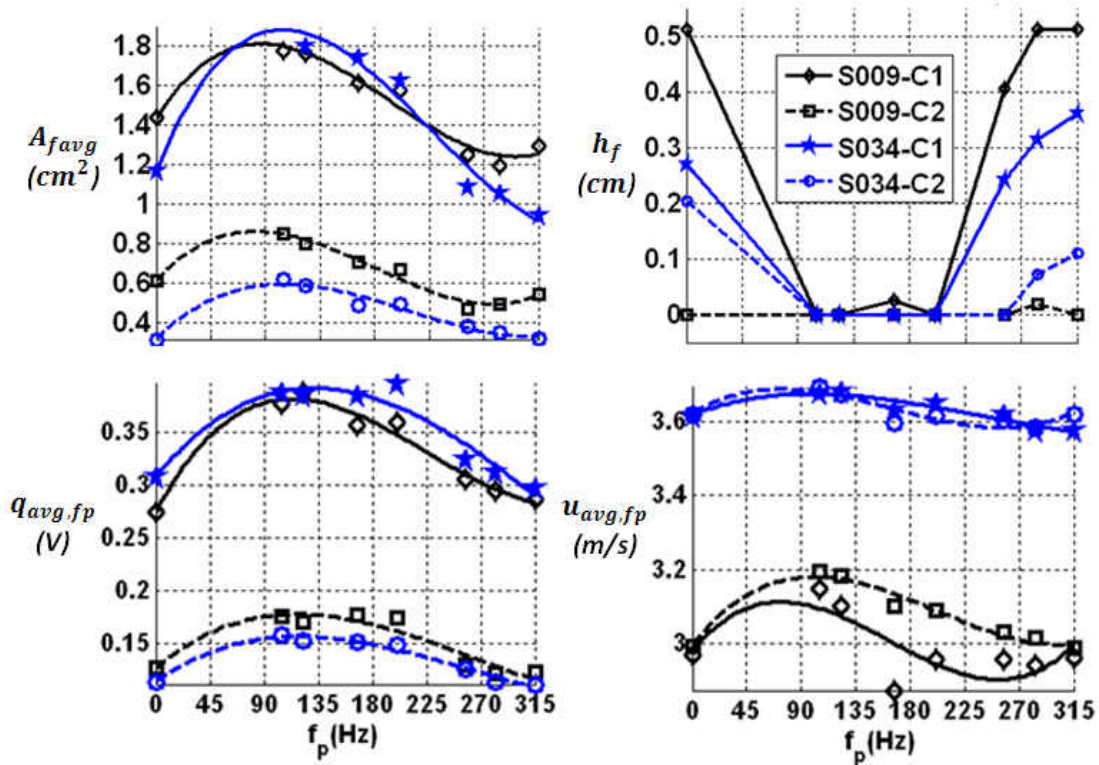 1.8
1.6
1.4
1.2
1
0.8
0.6
0.4
A_favg
(cm²)
0.5
0.4
0.3
0.2
0.1
0
h_f
(cm)
S009-C1
S009-C2
S034-C1
S034-C2
0.35
0.3
0.25
0.2
0.15
q_avg,fp
(V)
0 45 90 135 180 225 270 315
f_p(Hz)
3.6
3.4
3.2
3
u_avg,fp
(m/s)
0 45 90 135 180 225 270 315
f_p(Hz)